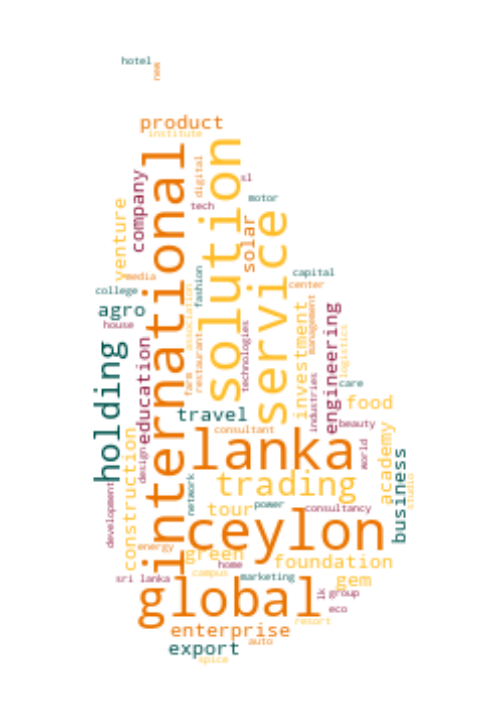 hotel
new
product
institute
international
solution
company
digital
sl
tech
motor
venture
service
solar
media
college
fashion
capital
center
agro
house
association
restaurant
technologies
investment
management
engineering
logistics
holding
education
farm
industries
care
food
travel
beauty
consultant
design
construction
lanka
world
academy
business
trading
studio
development
network
power
tour
consultancy
ceylon
energy
green
home
foundation
sri lanka
campus
marketing
gem
global
lk
group
eco
enterprise
resort
auto
export
spice